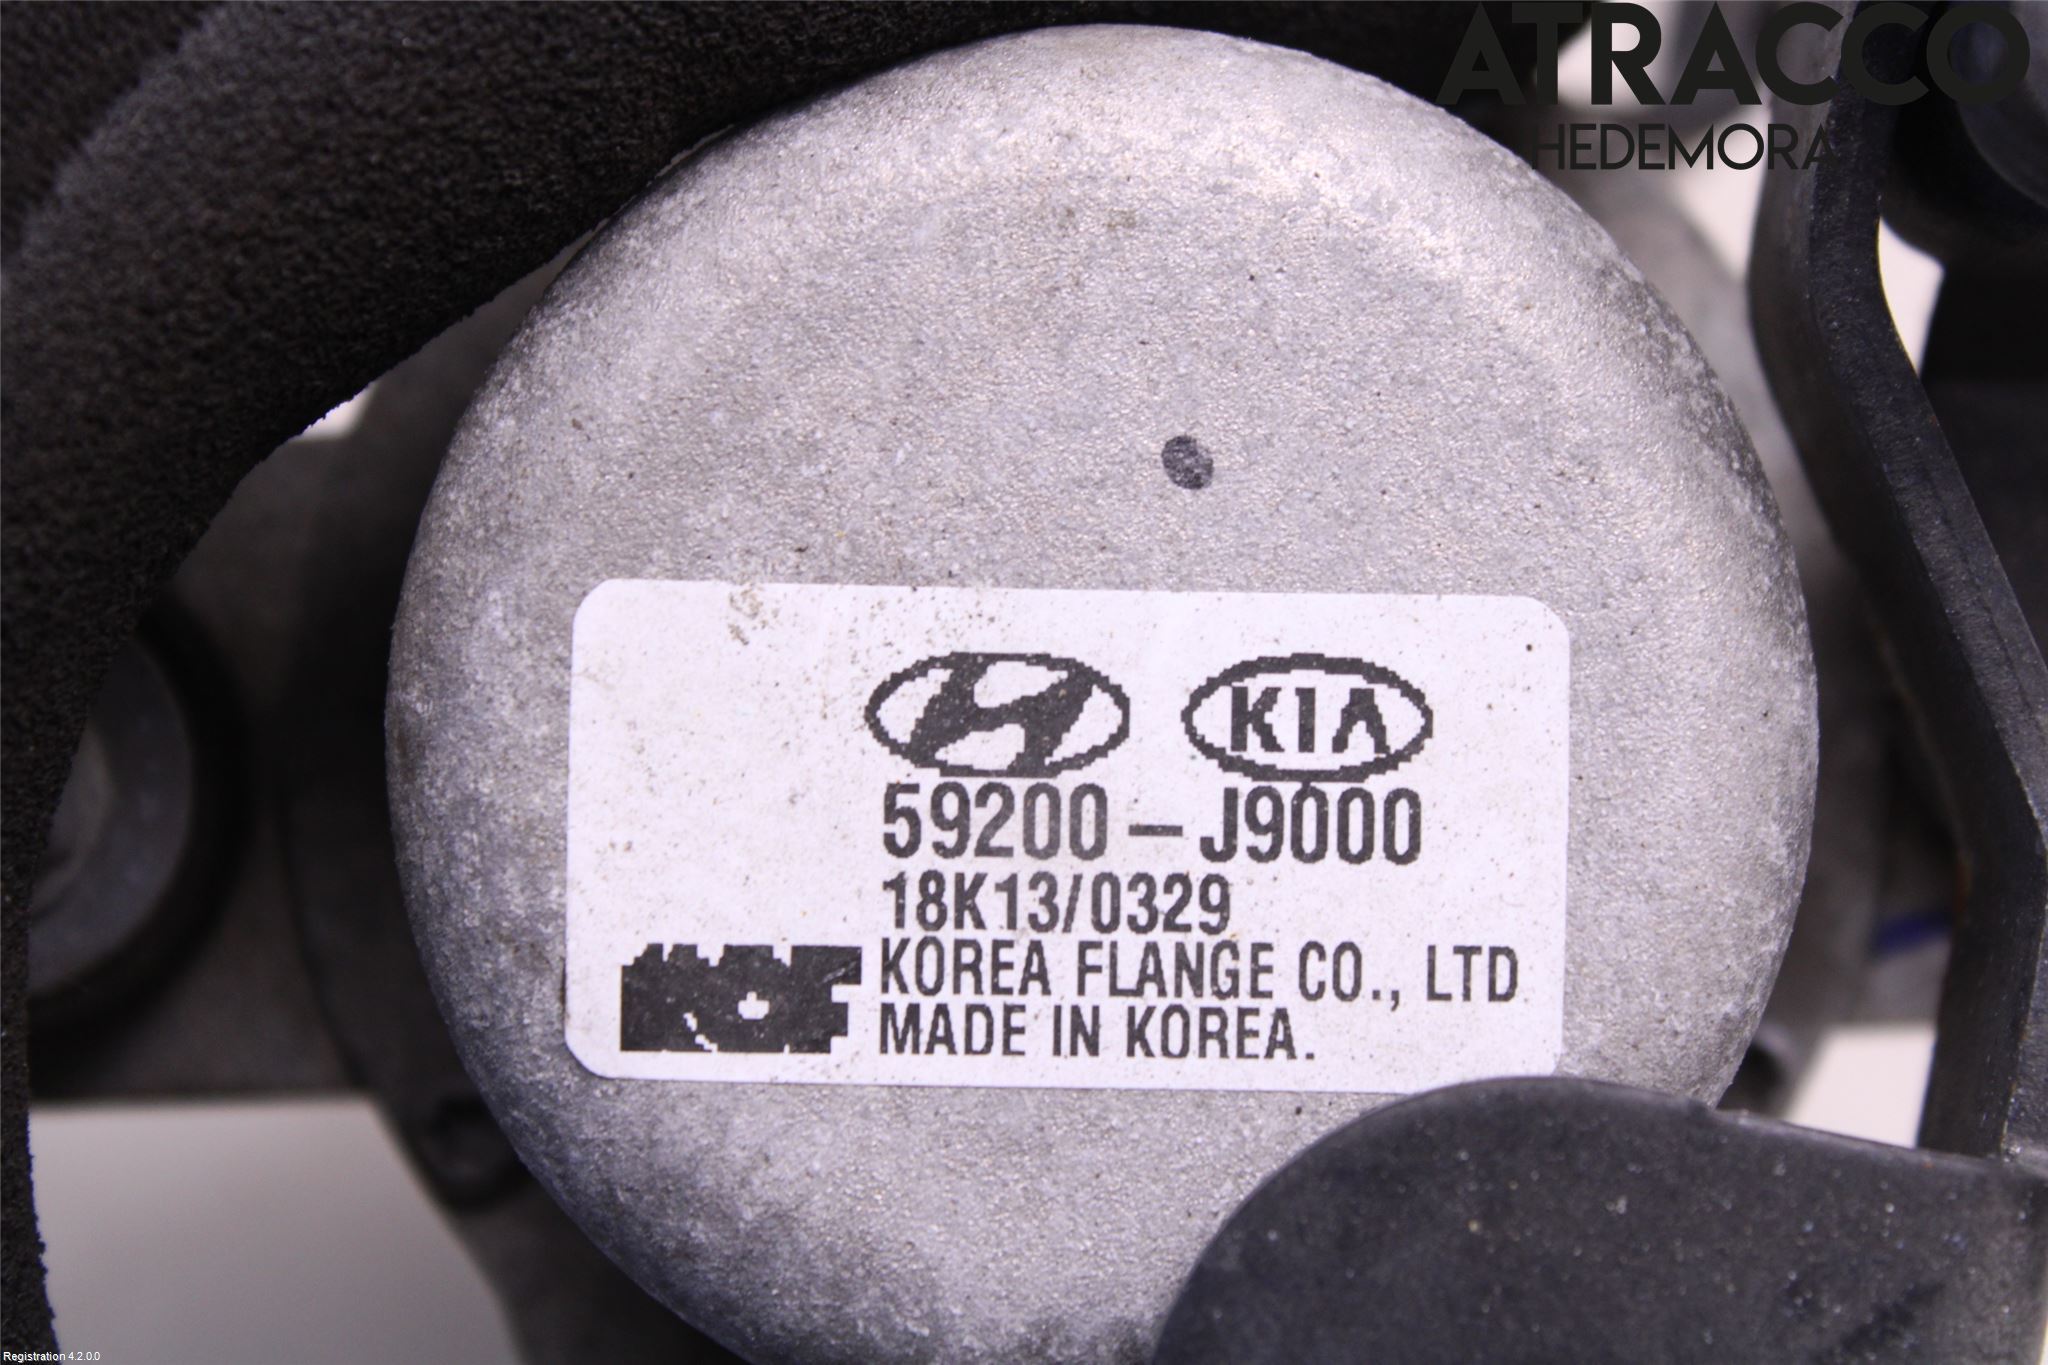 ATRACCO
HEDEMORA
KIA
59200-J9000
18K13/0329
KOREA FLANGE CO., LTD
MADE IN KOREA.
Registration 4.2.0.0